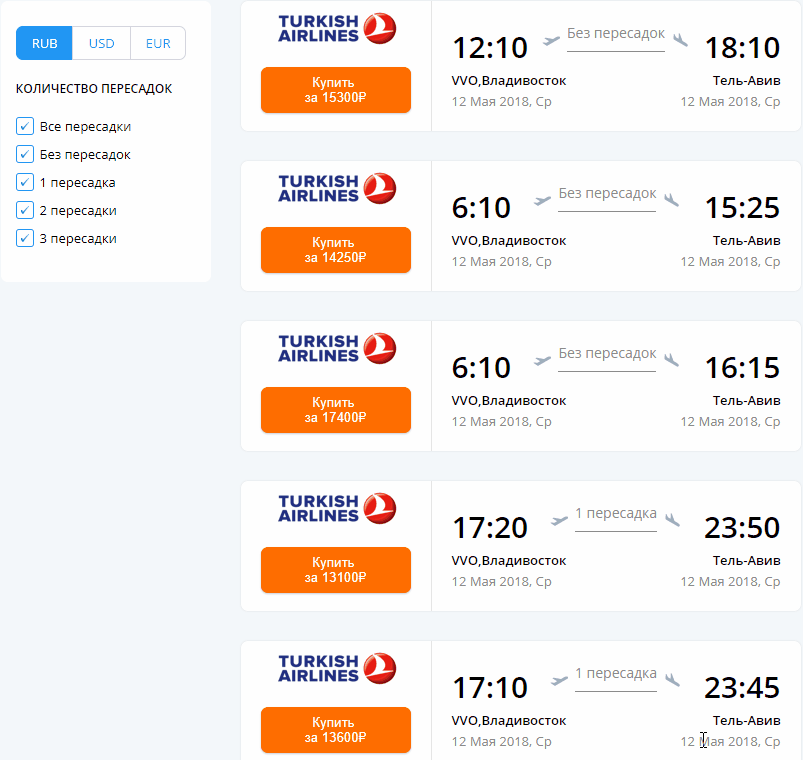 RUB USD EUR
КОЛИЧЕСТВО ПЕРЕСАДОК
Все пересадки
Без пересадок
1 пересадка
2 пересадки
3 пересадки
TURKISH
AIRLINES
Купить
за 15300₽
12:10 Без пересадок 18:10
VVO,Владивосток Тель-Авив
12 Мая 2018, Ср 12 Мая 2018, Ср
TURKISH
AIRLINES
Купить
за 14250₽
6:10 Без пересадок 15:25
VVO,Владивосток Тель-Авив
12 Мая 2018, Ср 12 Мая 2018, Ср
TURKISH
AIRLINES
Купить
за 17400₽
6:10 Без пересадок 16:15
VVO,Владивосток Тель-Авив
12 Мая 2018, Ср 12 Мая 2018, Ср
TURKISH
AIRLINES
Купить
за 13100₽
17:20 1 пересадка 23:50
VVO,Владивосток Тель-Авив
12 Мая 2018, Ср 12 Мая 2018, Ср
TURKISH
AIRLINES
Купить
за 13600₽
17:10 1 пересадка 23:45
VVO,Владивосток Тель-Авив
12 Мая 2018, Ср 12 Мая 2018, Ср